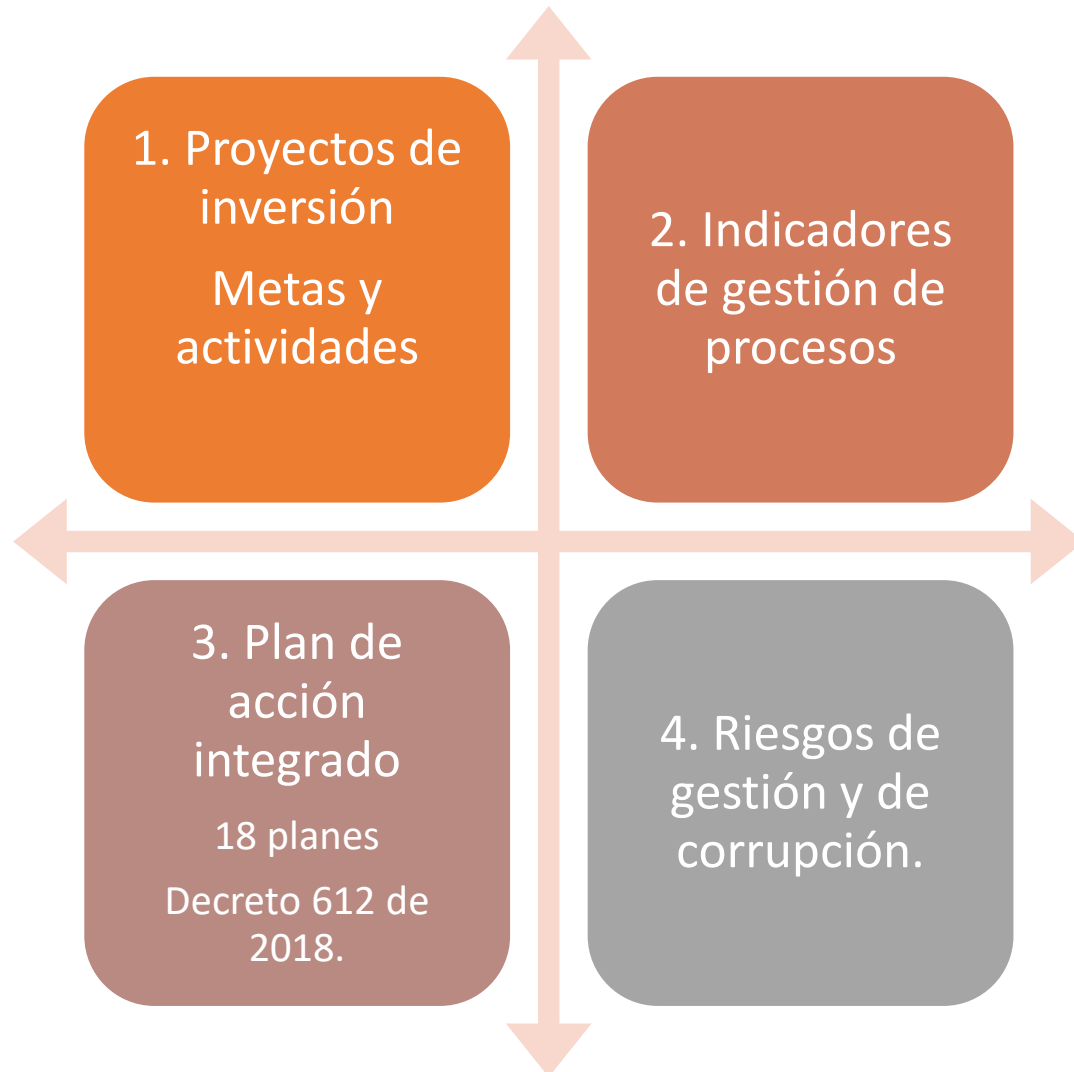 1. Proyectos de
inversión
Metas y
actividades
2. Indicadores
de gestión de
procesos
3. Plan de
acción
integrado
18 planes
Decreto 612 de
2018.
4. Riesgos de
gestión y de
corrupción.